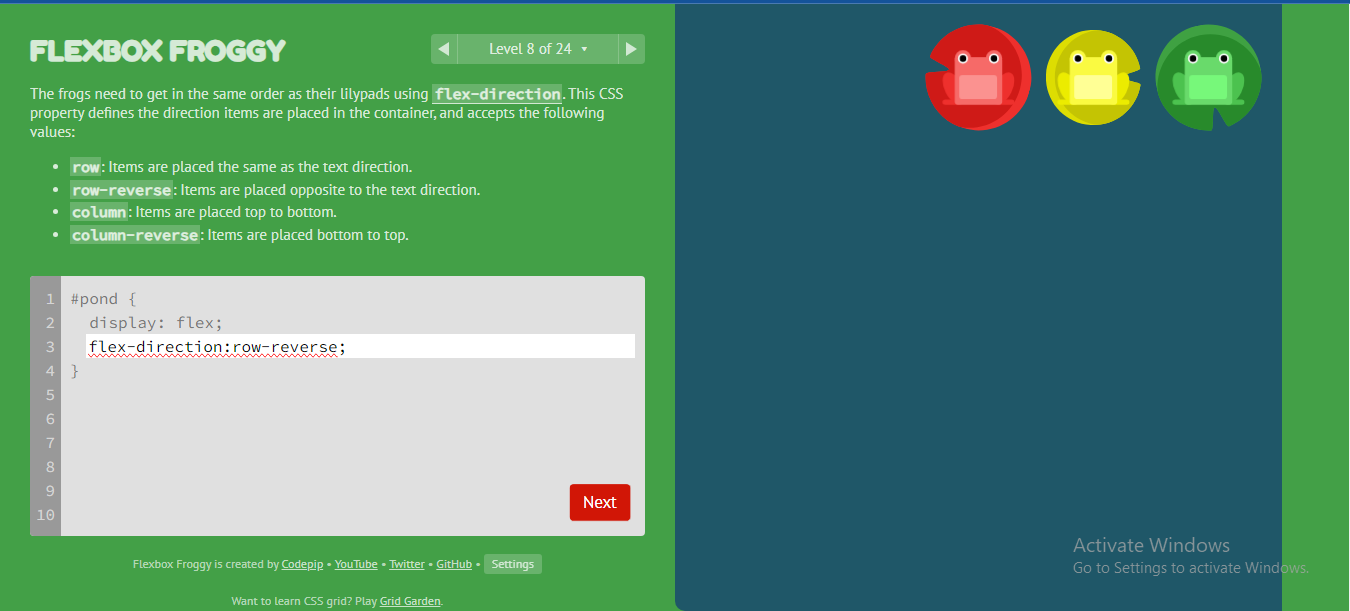 FLEXBOX FROGGY
Level 8 of 24
The frogs need to get in the same order as their lilypads using flex-direction. This CSS
property defines the direction items are placed in the container, and accepts the following
values:
• row: Items are placed the same as the text direction.
• row-reverse: Items are placed opposite to the text direction.
• column: Items are placed top to bottom.
• column-reverse: Items are placed bottom to top.
1 #pond {
2 display: flex;
3 flex-direction:row-reverse;
4 }
5
6
7
8
9
10
Next
Flexbox Froggy is created by Codepip • YouTube • Twitter • GitHub • Settings
Want to learn CSS grid? Play Grid Garden.
Activate Windows
Go to Settings to activate Windows.